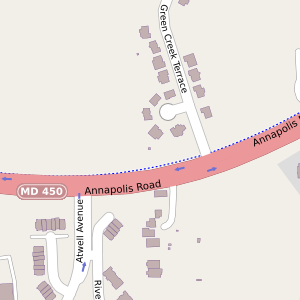 Green Creek Terrace
Annapolis
MD 450
Annapolis Road
Atwell Avenue
Rive